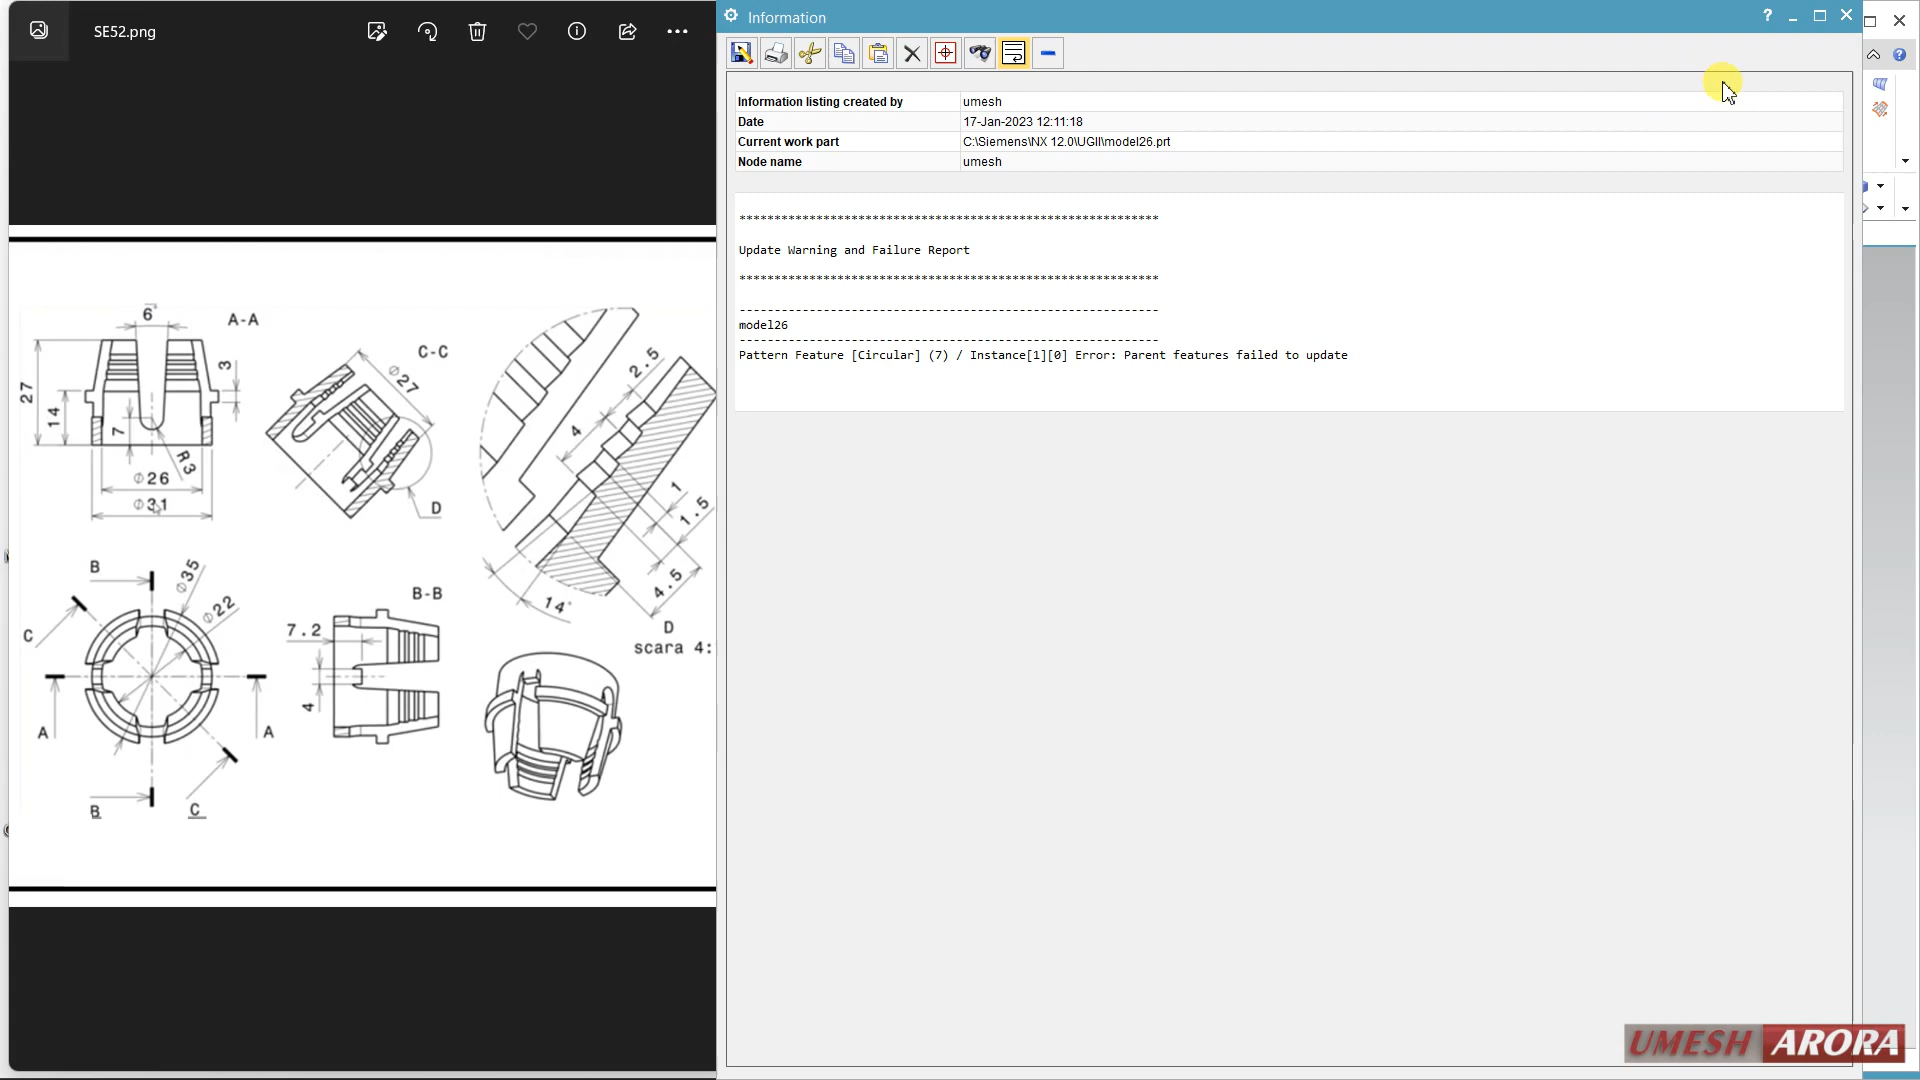 SE52.png
Information
Information listing created by umesh
Date 17-Jan-2023 12:11:18
Current work part C:\Siemens\NX 12.0\UGII\model26.prt
Node name umesh
************************************************************
Update Warning and Failure Report
************************************************************
------------------------------------------------------------
model26
------------------------------------------------------------
Pattern Feature [Circular] (7) / Instance[1][0] Error: Parent features failed to update
6
A-A
27
14
7
3
R3
Ø26
Ø31
C-C
Ø27
D
2.5
4
1
1.5
4.5
14°
D
scara 4:
B
Ø35
Ø22
C
A
A
B
C
B-B
7.2
4
UMESH ARORA